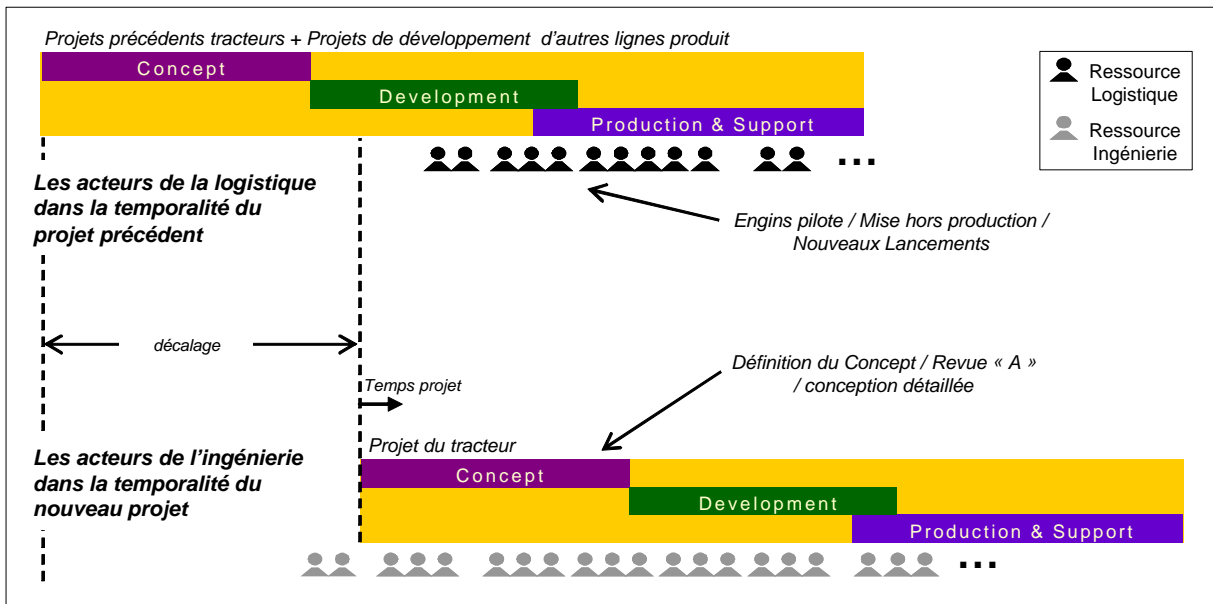 Projets précédents tracteurs + Projets de développement d'autres lignes produit
Concept
Development
Production & Support
Ressource
Logistique
Ressource
Ingénierie
...
Les acteurs de la logistique
dans la temporalité du
projet précédent
Engins pilote / Mise hors production /
Nouveaux Lancements
décalage
Définition du Concept / Revue « A »
/ conception détaillée
Temps projet
Projet du tracteur
Les acteurs de l'ingénierie
dans la temporalité du
nouveau projet
Concept
Development
Production & Support
...